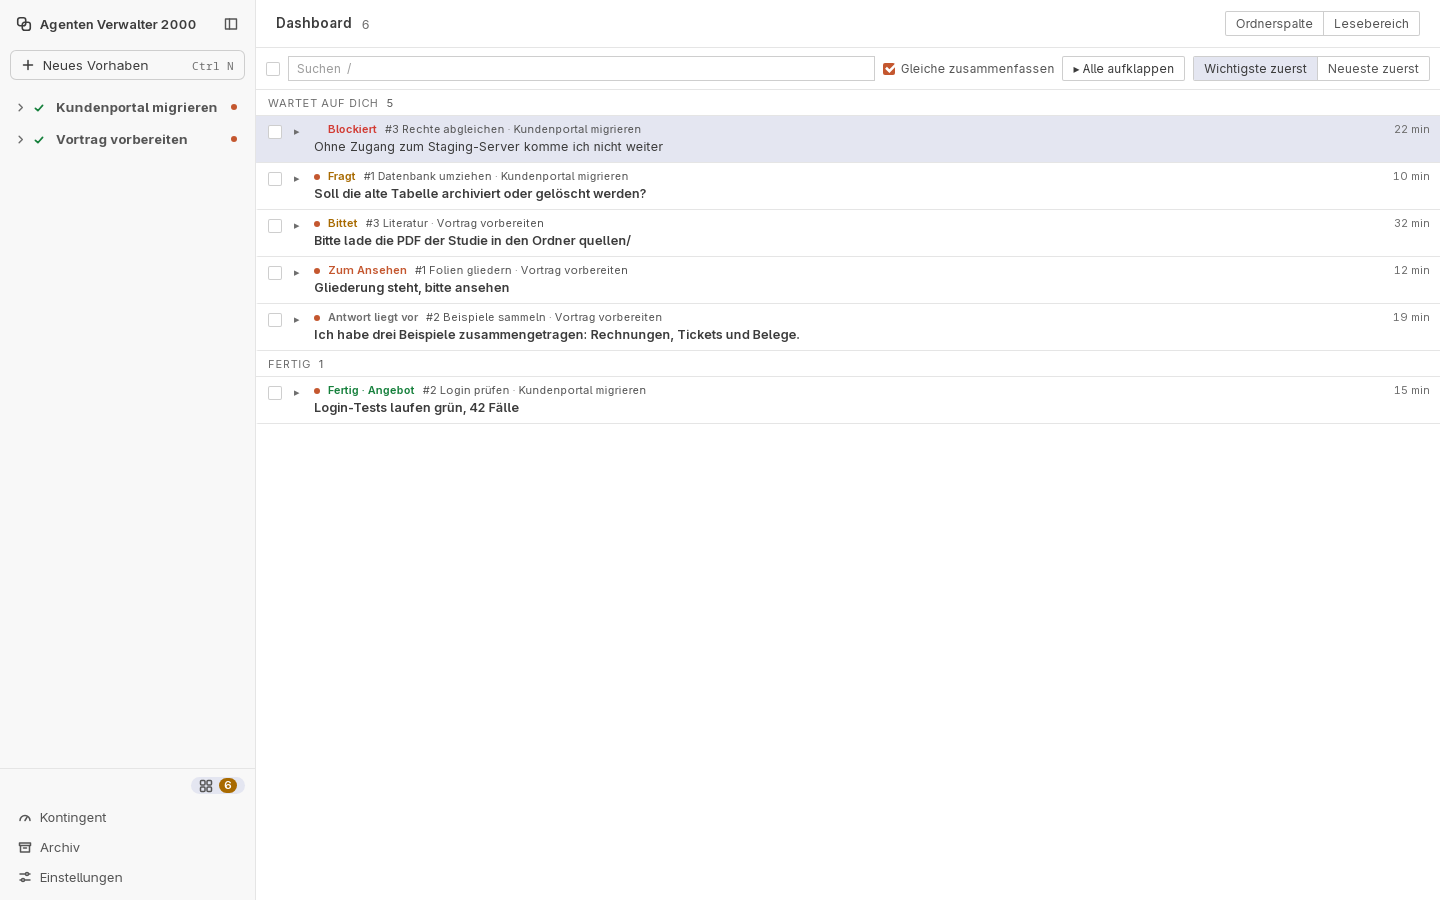 Agenten Verwalter 2000
Neues Vorhaben Ctrl N
Kundenportal migrieren
Vortrag vorbereiten
6
Kontingent
Archiv
Einstellungen
Dashboard 6
Ordnerspalte Lesebereich
Suchen / Gleiche zusammenfassen ▸ Alle aufklappen Wichtigste zuerst Neueste zuerst
WARTET AUF DICH 5
Blockiert #3 Rechte abgleichen · Kundenportal migrieren 22 min
Ohne Zugang zum Staging-Server komme ich nicht weiter
Fragt #1 Datenbank umziehen · Kundenportal migrieren 10 min
Soll die alte Tabelle archiviert oder gelöscht werden?
Bittet #3 Literatur · Vortrag vorbereiten 32 min
Bitte lade die PDF der Studie in den Ordner quellen/
Zum Ansehen #1 Folien gliedern · Vortrag vorbereiten 12 min
Gliederung steht, bitte ansehen
Antwort liegt vor #2 Beispiele sammeln · Vortrag vorbereiten 19 min
Ich habe drei Beispiele zusammengetragen: Rechnungen, Tickets und Belege.
FERTIG 1
Fertig · Angebot #2 Login prüfen · Kundenportal migrieren 15 min
Login-Tests laufen grün, 42 Fälle